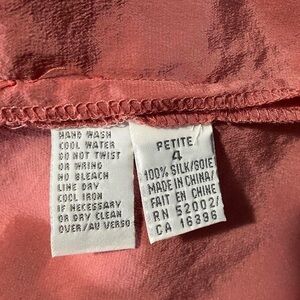 HAND WASH
COOL WATER
DO NOT TWIST
OR WRING
NO BLEACH
LINE DRY
COOL IRON
IF NECESSARY
OR DRY CLEAN
OVER/AU VERSO
PETITE
4
100% SILK/SOIE
MADE IN CHINA/
FAIT EN CHINE
RN 52002/
CA 16396